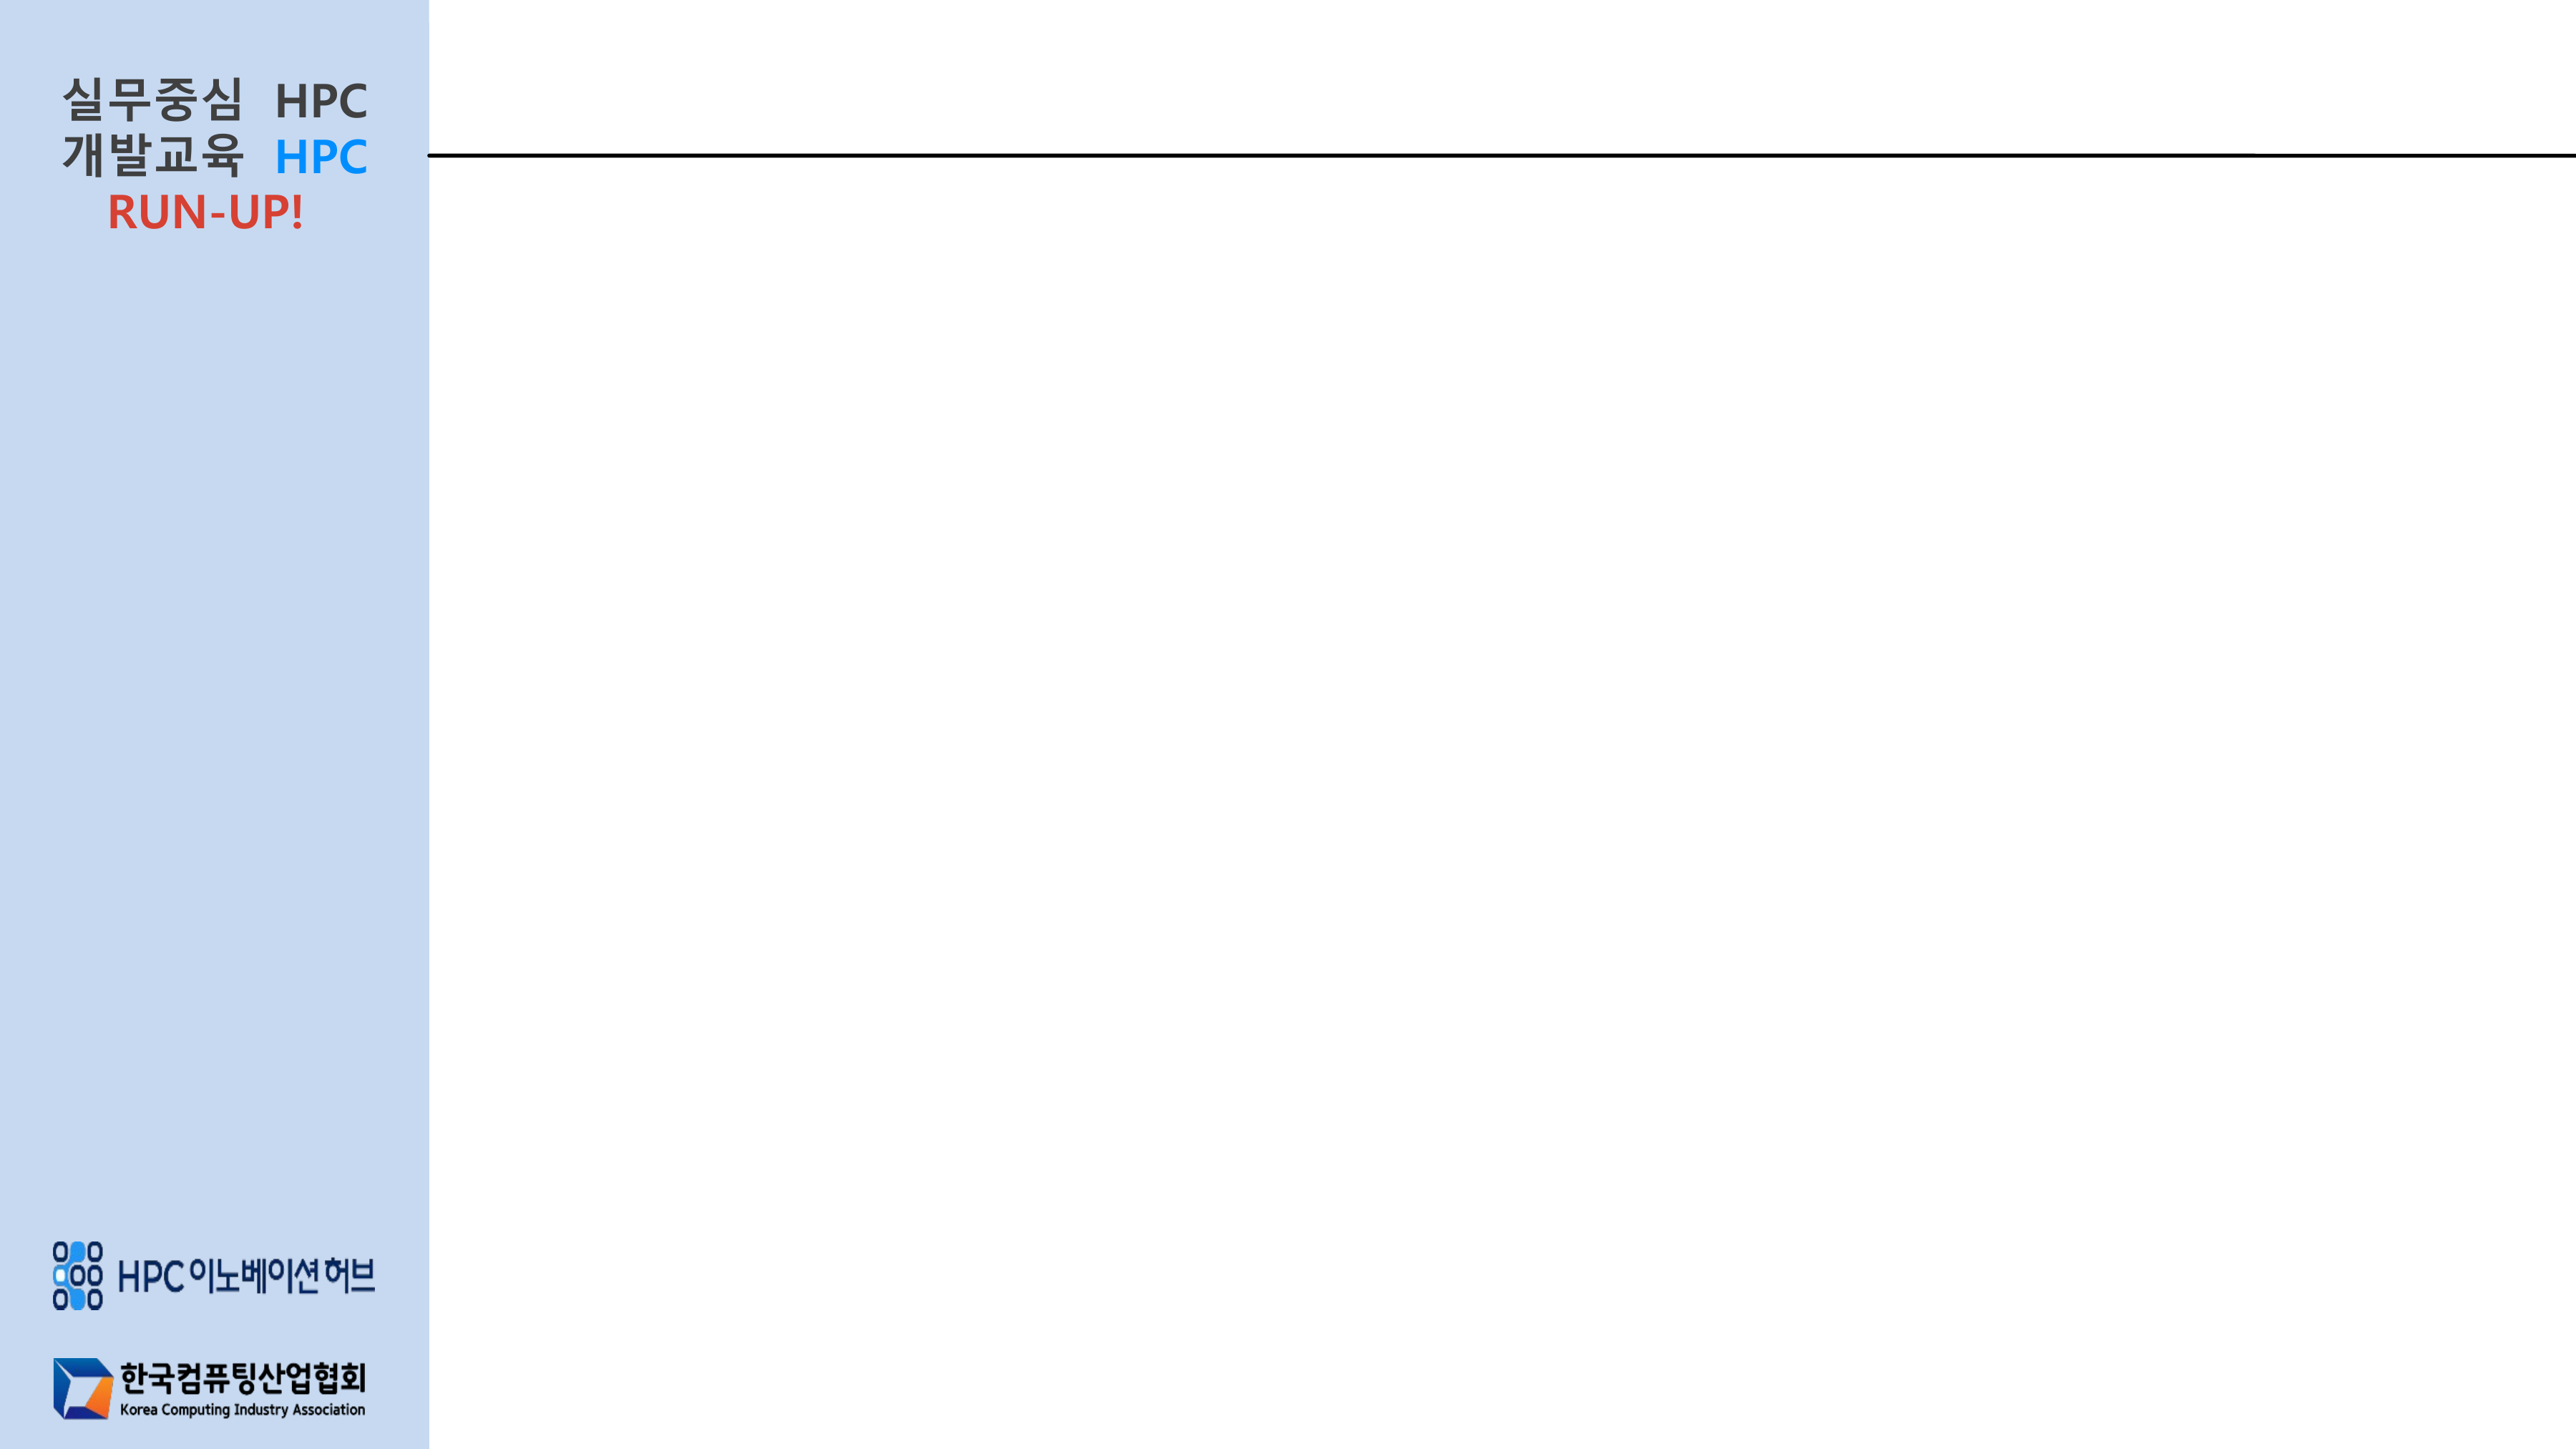 실무중심 HPC
개발교육 HPC
RUN-UP!
HPC 이노베이션 허브
한국컴퓨팅산업협회
Korea Computing Industry Association